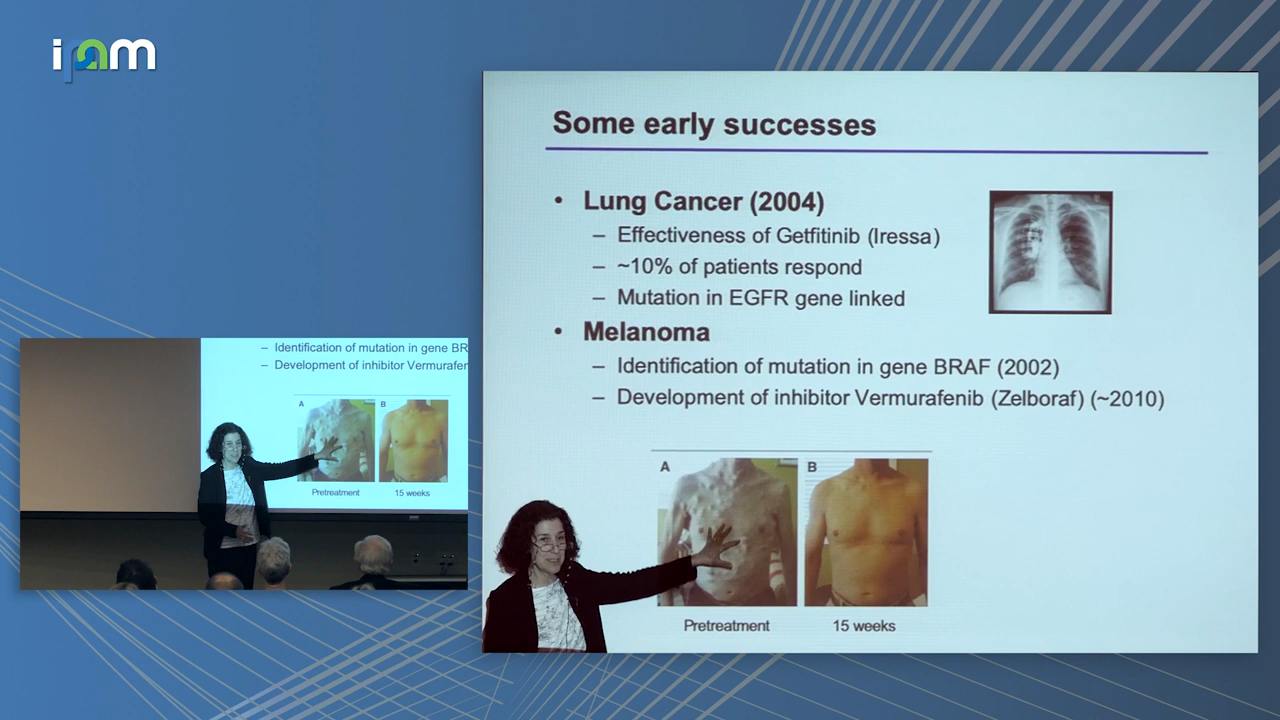 ipam
Some early successes
• Lung Cancer (2004)
– Effectiveness of Getfitinib (Iressa)
– ~10% of patients respond
– Mutation in EGFR gene linked
• Melanoma
– Identification of mutation in gene BRAF (2002)
– Development of inhibitor Vermurafenib (Zelboraf) (~2010)
A B
Pretreatment 15 weeks
– Identification of mutation in gene BR
– Development of inhibitor Vermurafen
A B
Pretreatment 15 weeks